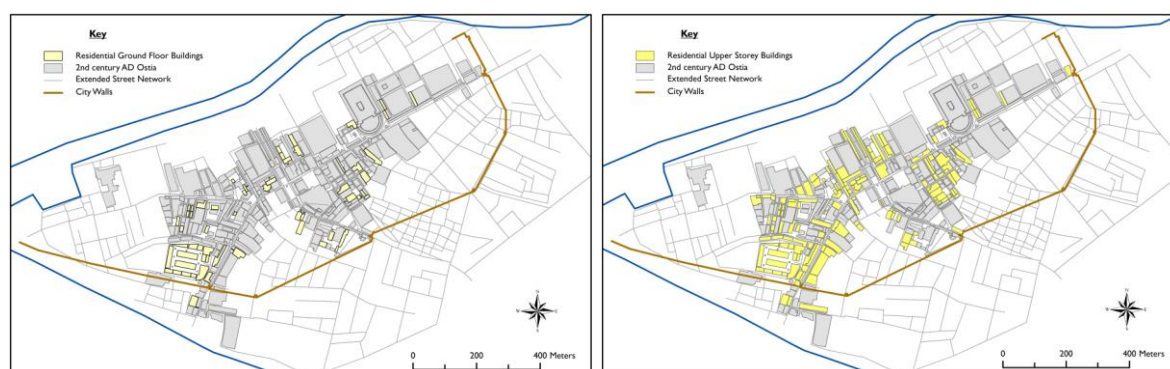 Key
Residential Ground Floor Buildings
2nd century AD Ostia
Extended Street Network
City Walls
N
W E
S
0 200 400 Meters
Key
Residential Upper Storey Buildings
2nd century AD Ostia
Extended Street Network
City Walls
N
W E
S
0 200 400 Meters